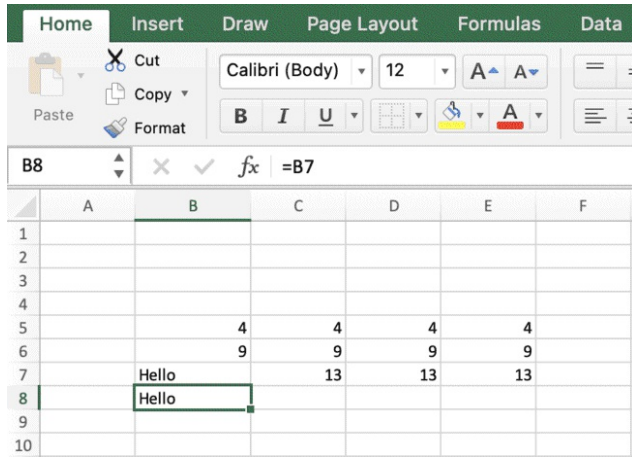 Home Insert Draw Page Layout Formulas Data
Cut
Calibri (Body) 12 A A
Copy
Paste
B I U A
Format
B8 fx =B7
A B C D E F
1
2
3
4
5 4 4 4 4
6 9 9 9 9
7 Hello 13 13 13
8 Hello
9
10